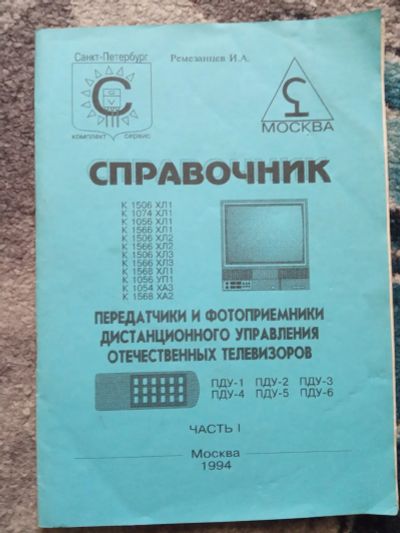 Санкт-Петербург
Ремезанцев И.А.
С
комплект сервис
МОСКВА
СПРАВОЧНИК
К 1506 ХЛ1
К 1074 ХЛ1
К 1056 ХЛ1
К 1566 ХЛ1
К 1506 ХЛ2
К 1566 ХЛ2
К 1506 ХЛ3
К 1566 ХЛ3
К 1568 ХЛ1
К 1056 УП1
К 1054 ХА3
К 1568 ХА2
ПЕРЕДАТЧИКИ И ФОТОПРИЕМНИКИ
ДИСТАНЦИОННОГО УПРАВЛЕНИЯ
ОТЕЧЕСТВЕННЫХ ТЕЛЕВИЗОРОВ
ПДУ-1 ПДУ-2 ПДУ-3
ПДУ-4 ПДУ-5 ПДУ-6
ЧАСТЬ I
Москва
1994